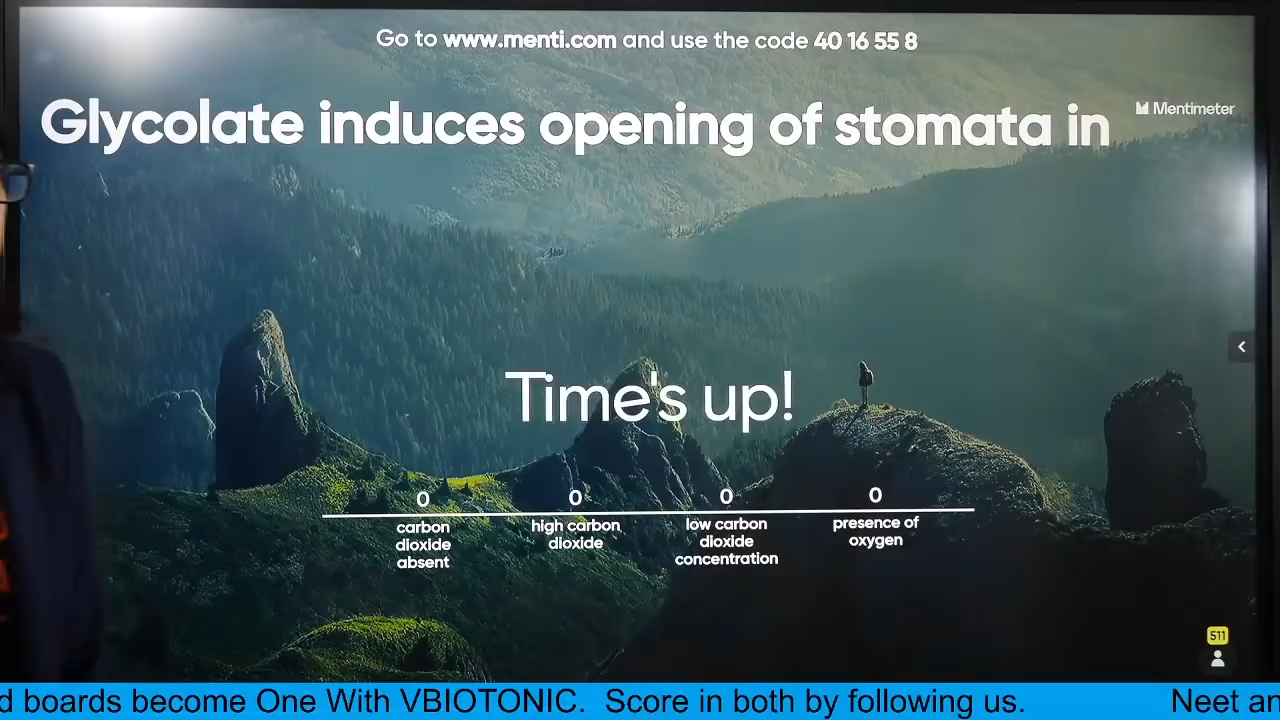 Go to www.menti.com and use the code 40 16 55 8
Glycolate induces opening of stomata in
Mentimeter
Time's up!
0
carbon
dioxide
absent
0
high carbon
dioxide
0
low carbon
dioxide
concentration
0
presence of
oxygen
511
d boards become One With VBIOTONIC. Score in both by following us. Neet an